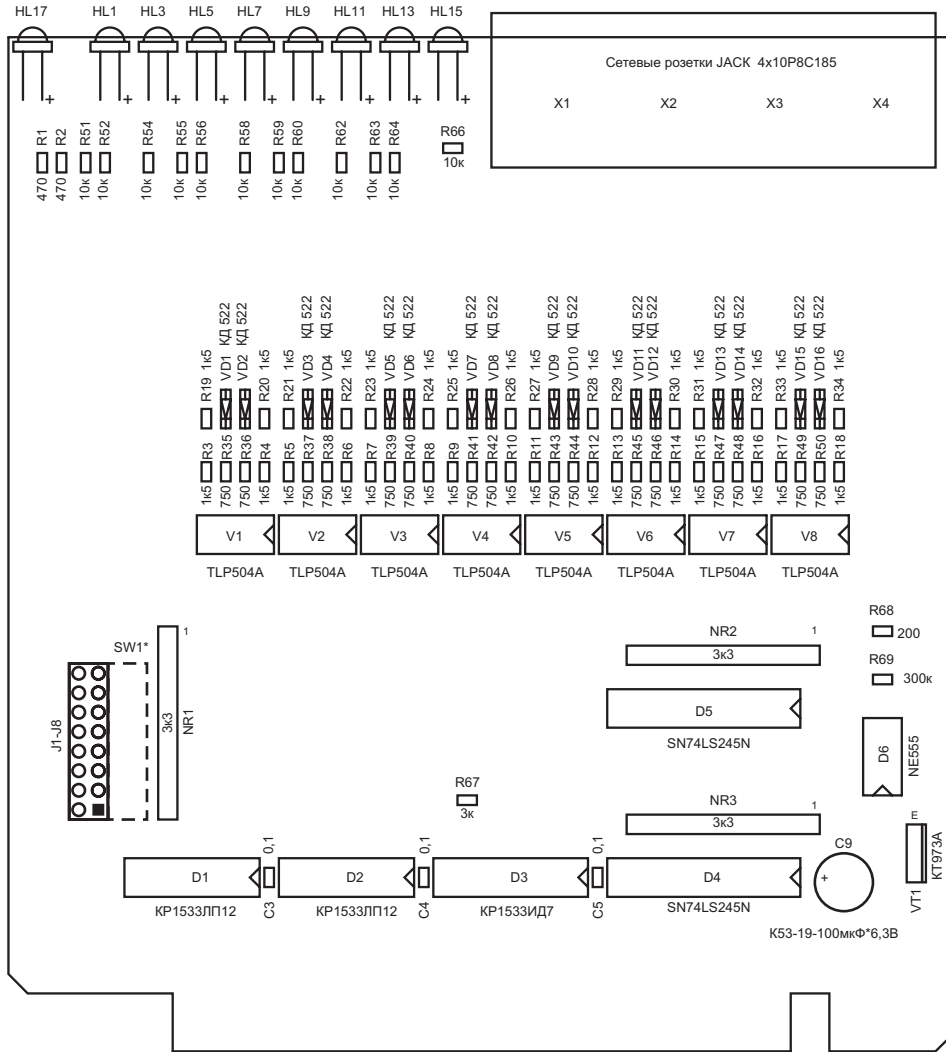 HL17 HL1 HL3 HL5 HL7 HL9 HL11 HL13 HL15
Сетевые розетки JACK 4x10P8C185
X1 X2 X3 X4
+ + + + + + + + +
R1 R2 R51 R52 R54 R55 R56 R58 R59 R60 R62 R63 R64 R66
470 470 10к 10к 10к 10к 10к 10к 10к 10к 10к 10к 10к 10к
КД 522 КД 522 КД 522 КД 522 КД 522 КД 522 КД 522 КД 522 КД 522 КД 522 КД 522 КД 522 КД 522 КД 522 КД 522 КД 522
R19 1к5 VD1 VD2 R20 1к5 R21 1к5 VD3 VD4 R22 1к5 R23 1к5 VD5 VD6 R24 1к5 R25 1к5 VD7 VD8 R26 1к5 R27 1к5 VD9 VD10 R28 1к5 R29 1к5 VD11 VD12 R30 1к5 R31 1к5 VD13 VD14 R32 1к5 R33 1к5 VD15 VD16 R34 1к5
R3 R35 R36 R4 R5 R37 R38 R6 R7 R39 R40 R8 R9 R41 R42 R10 R11 R43 R44 R12 R13 R45 R46 R14 R15 R47 R48 R16 R17 R49 R50 R18
1к5 750 750 1к5 1к5 750 750 1к5 1к5 750 750 1к5 1к5 750 750 1к5 1к5 750 750 1к5 1к5 750 750 1к5 1к5 750 750 1к5 1к5 750 750 1к5
V1 V2 V3 V4 V5 V6 V7 V8
TLP504A TLP504A TLP504A TLP504A TLP504A TLP504A TLP504A TLP504A
R68
200
R69
300к
SW1*
1
3к3
NR1
J1-J8
NR2 1
3к3
D5
SN74LS245N
D6
NE555
R67
3к
NR3 1
3к3
E
КТ973А
VT1
C9
+
К53-19-100мкФ*6,3В
0,1 0,1 0,1
D1 D2 D3 D4
C3 C4 C5
КР1533ЛП12 КР1533ЛП12 КР1533ИД7 SN74LS245N